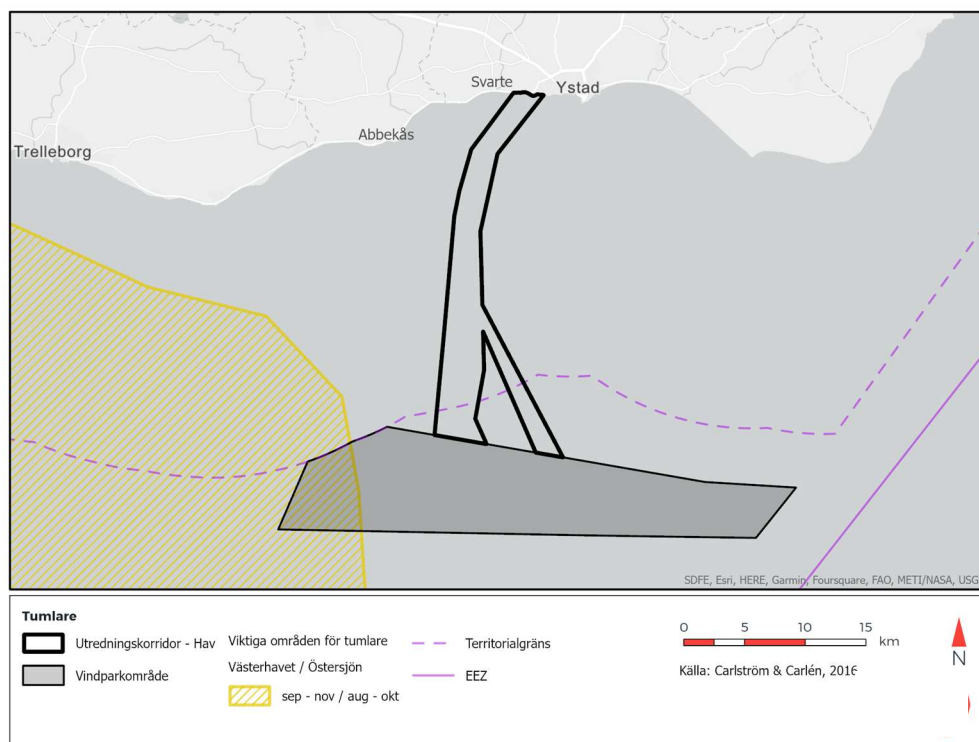 Svarte
Ystad
Abbekås
Trelleborg
SDFE, Esri, HERE, Garmin, Foursquare, FAO, METI/NASA, USG
Tumlare
Utredningskorridor - Hav
Vindparkområde
Viktiga områden för tumlare
Västerhavet / Östersjön
sep - nov / aug - okt
Territorialgräns
EEZ
0 5 10 15
km
Källa: Carlström & Carlén, 2016
N